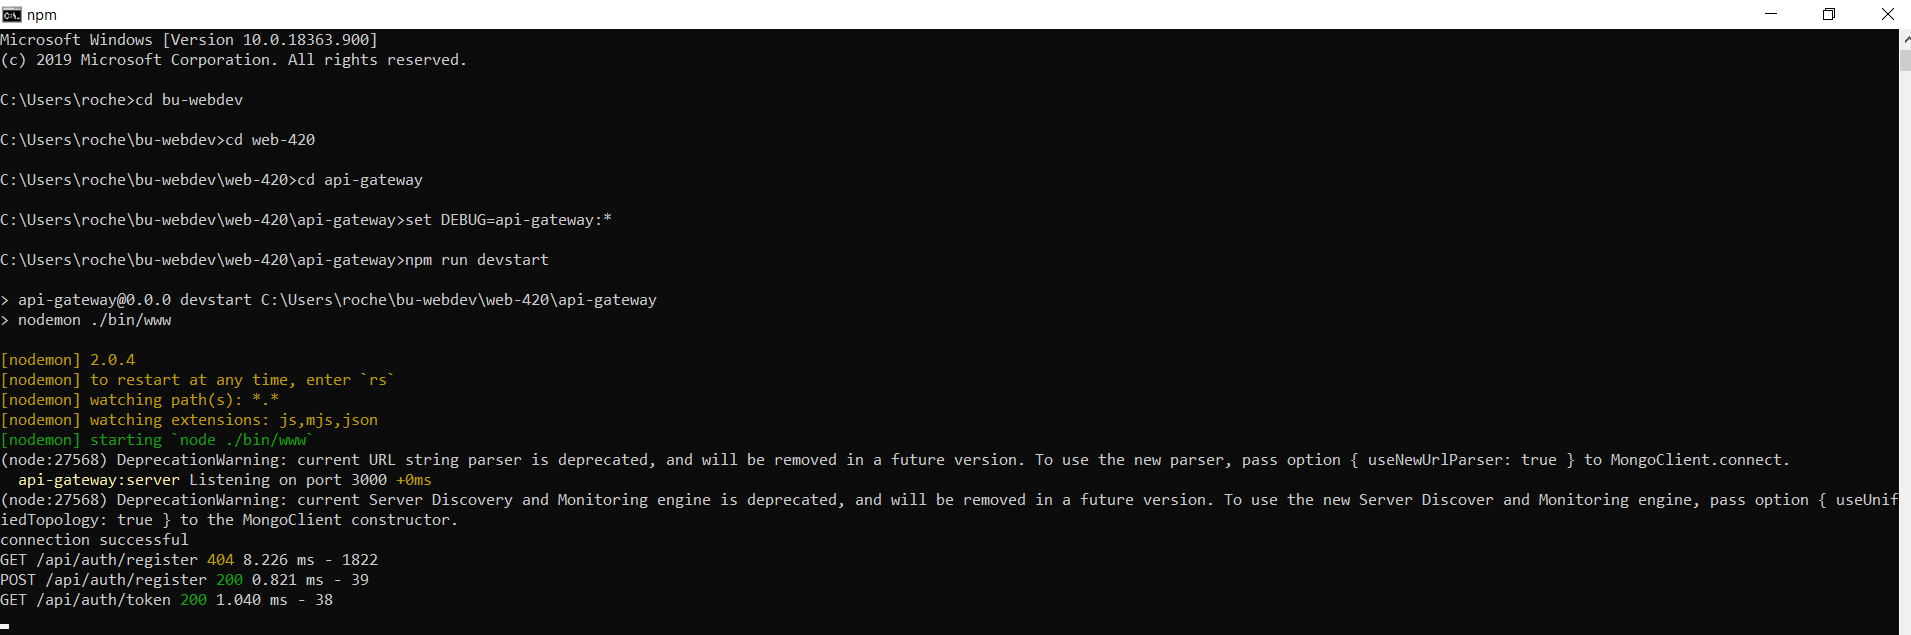 npm
Microsoft Windows [Version 10.0.18363.900]
(c) 2019 Microsoft Corporation. All rights reserved.
C:\Users\roche>cd bu-webdev
C:\Users\roche\bu-webdev>cd web-420
C:\Users\roche\bu-webdev\web-420>cd api-gateway
C:\Users\roche\bu-webdev\web-420\api-gateway>set DEBUG=api-gateway:*
C:\Users\roche\bu-webdev\web-420\api-gateway>npm run devstart
> api-gateway@0.0.0 devstart C:\Users\roche\bu-webdev\web-420\api-gateway
> nodemon ./bin/www
[nodemon] 2.0.4
[nodemon] to restart at any time, enter `rs`
[nodemon] watching path(s): *.*
[nodemon] watching extensions: js,mjs,json
[nodemon] starting `node ./bin/www`
(node:27568) DeprecationWarning: current URL string parser is deprecated, and will be removed in a future version. To use the new parser, pass option { useNewUrlParser: true } to MongoClient.connect.
  api-gateway:server Listening on port 3000 +0ms
(node:27568) DeprecationWarning: current Server Discovery and Monitoring engine is deprecated, and will be removed in a future version. To use the new Server Discover and Monitoring engine, pass option { useUnif
iedTopology: true } to the MongoClient constructor.
connection successful
GET /api/auth/register 404 8.226 ms - 1822
POST /api/auth/register 200 0.821 ms - 39
GET /api/auth/token 200 1.040 ms - 38